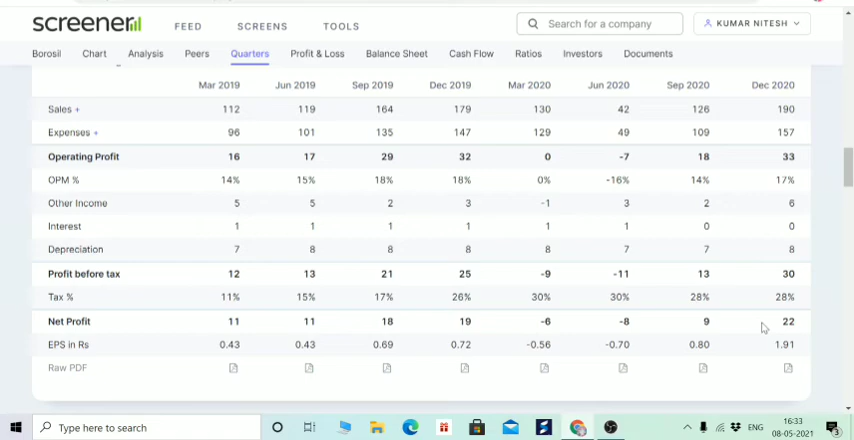 screener
FEED SCREENS TOOLS
Search for a company
KUMAR NITESH
Borosil Chart Analysis Peers Quarters Profit & Loss Balance Sheet Cash Flow Ratios Investors Documents
Mar 2019 Jun 2019 Sep 2019 Dec 2019 Mar 2020 Jun 2020 Sep 2020 Dec 2020
Sales + 112 119 164 179 130 42 126 190
Expenses + 96 101 135 147 129 49 109 157
Operating Profit 16 17 29 32 0 -7 18 33
OPM % 14% 15% 18% 18% 0% -16% 14% 17%
Other Income 5 5 2 3 -1 3 2 6
Interest 1 1 1 1 1 1 0 0
Depreciation 7 8 8 8 8 7 7 8
Profit before tax 12 13 21 25 -9 -11 13 30
Tax % 11% 15% 17% 26% 30% 30% 28% 28%
Net Profit 11 11 18 19 -6 -8 9 22
EPS in Rs 0.43 0.43 0.69 0.72 -0.56 -0.70 0.80 1.91
Raw PDF
Type here to search
ENG
16:33
08-05-2021
3